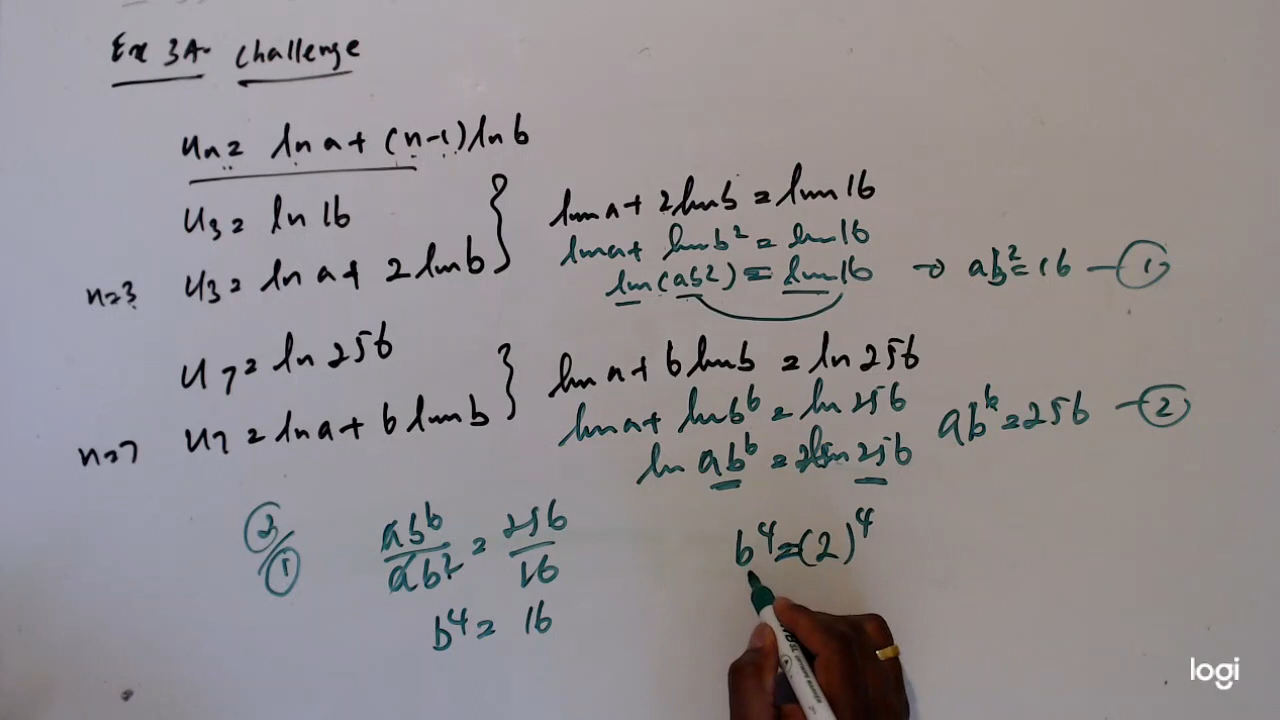 Ex 3A- challenge
un = ln a + (n-1) ln b
u3 = ln 16
n=3 u3 = ln a + 2 ln b
ln a + 2 ln b = ln 16
ln a + ln b² = ln 16
ln (ab²) = ln 16 → ab² = 16 — ①
u7 = ln 256
n=7 u7 = ln a + 6 ln b
ln a + 6 ln b = ln 256
ln a + ln b⁶ = ln 256
ln ab⁶ = ln 256
ab⁶ = 256 — ②
②/① ab⁶/ab² = 256/16
b⁴ = 16
b⁴ = (2)⁴
logi